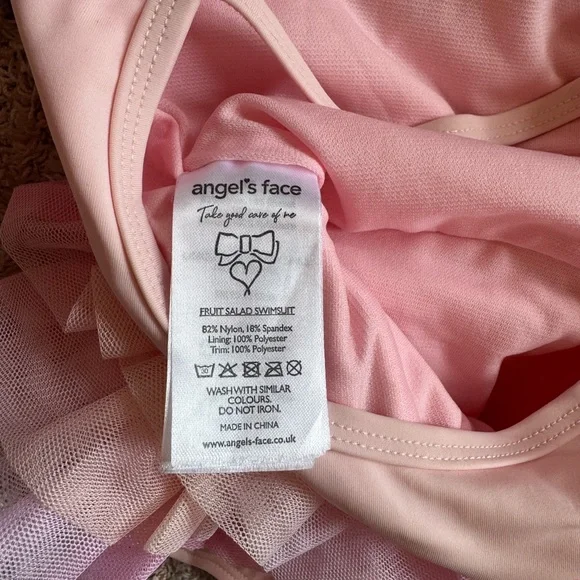 angel's face
Take good care of me
FRUIT SALAD SWIMSUIT
82% Nylon, 18% Spandex
Lining: 100% Polyester
Trim: 100% Polyester
WASH WITH SIMILAR
COLOURS.
DO NOT IRON.
MADE IN CHINA
www.angels-face.co.uk